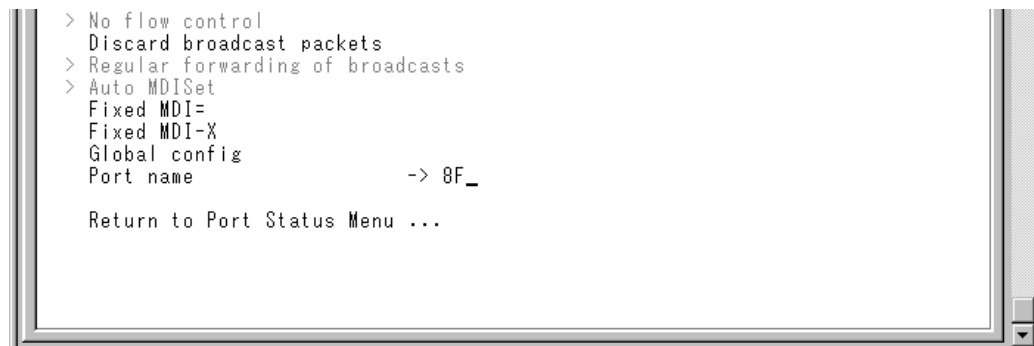 > No flow control
Discard broadcast packets
> Regular forwarding of broadcasts
> Auto MDISet
Fixed MDI=
Fixed MDI-X
Global config
Port name -> 8F_
Return to Port Status Menu ...